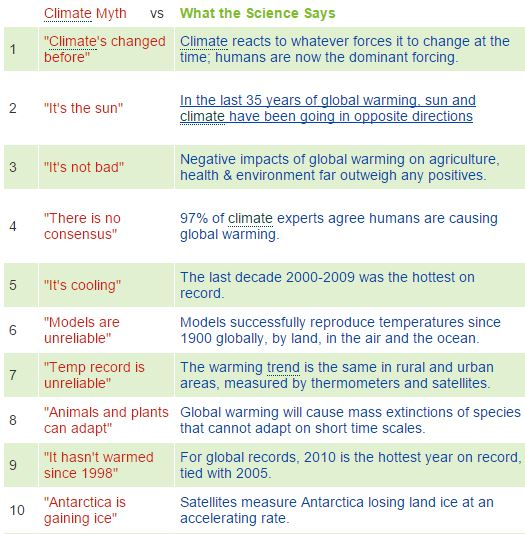 Climate Myth vs What the Science Says
1 "Climate's changed before" Climate reacts to whatever forces it to change at the
time; humans are now the dominant forcing.
2 "It's the sun" In the last 35 years of global warming, sun and
climate have been going in opposite directions
3 "It's not bad" Negative impacts of global warming on agriculture,
health & environment far outweigh any positives.
4 "There is no
consensus" 97% of climate experts agree humans are causing
global warming.
5 "It's cooling" The last decade 2000-2009 was the hottest on
record.
6 "Models are
unreliable" Models successfully reproduce temperatures since
1900 globally, by land, in the air and the ocean.
7 "Temp record is
unreliable" The warming trend is the same in rural and urban
areas, measured by thermometers and satellites.
8 "Animals and plants
can adapt" Global warming will cause mass extinctions of species
that cannot adapt on short time scales.
9 "It hasn't warmed
since 1998" For global records, 2010 is the hottest year on record,
tied with 2005.
10 "Antarctica is
gaining ice" Satellites measure Antarctica losing land ice at an
accelerating rate.